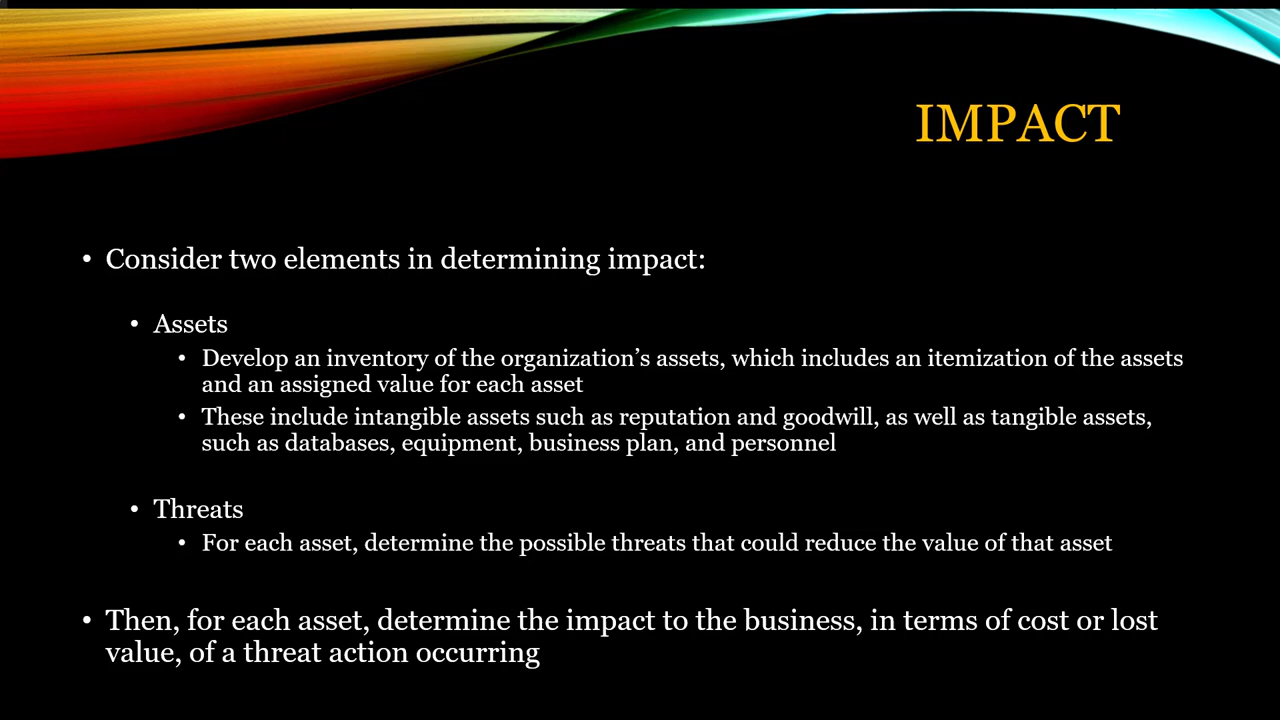 IMPACT
• Consider two elements in determining impact:
• Assets
• Develop an inventory of the organization’s assets, which includes an itemization of the assets
and an assigned value for each asset
• These include intangible assets such as reputation and goodwill, as well as tangible assets,
such as databases, equipment, business plan, and personnel
• Threats
• For each asset, determine the possible threats that could reduce the value of that asset
• Then, for each asset, determine the impact to the business, in terms of cost or lost
value, of a threat action occurring